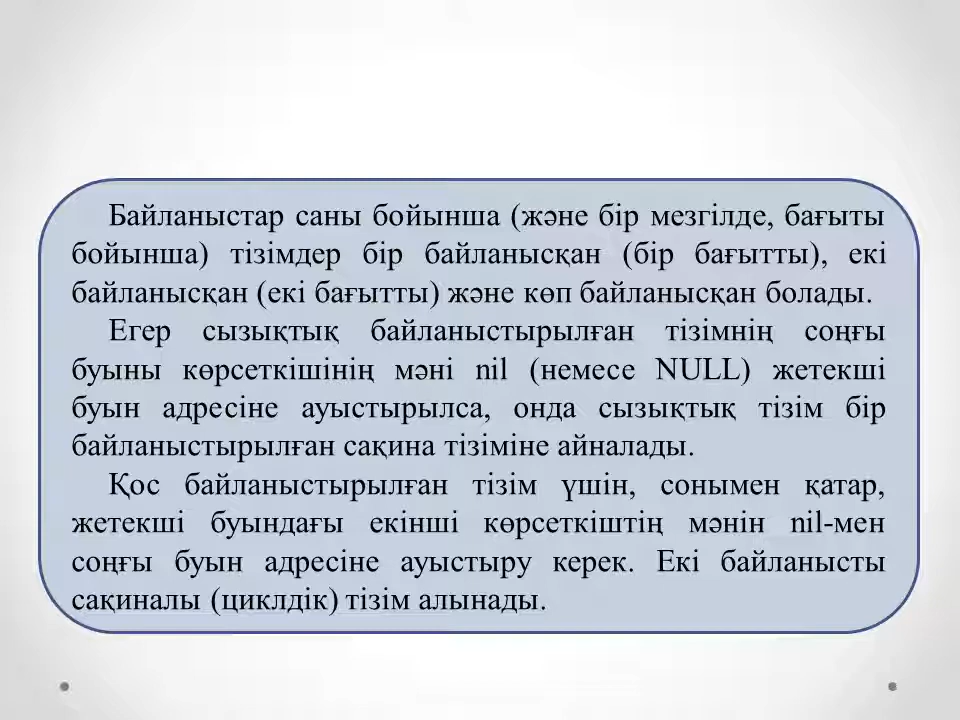 Байланыстар саны бойынша (және бір мезгілде, бағыты
бойынша) тізімдер бір байланысқан (бір бағытты), екі
байланысқан (екі бағытты) және көп байланысқан болады.
Егер сызықтық байланыстырылған тізімнің соңғы
буыны көрсеткішінің мәні nil (немесе NULL) жетекші
буын адресіне ауыстырылса, онда сызықтық тізім бір
байланыстырылған сақина тізіміне айналады.
Қос байланыстырылған тізім үшін, сонымен қатар,
жетекші буындағы екінші көрсеткіштің мәнін nil-мен
соңғы буын адресіне ауыстыру керек. Екі байланысты
сақиналы (циклдік) тізім алынады.